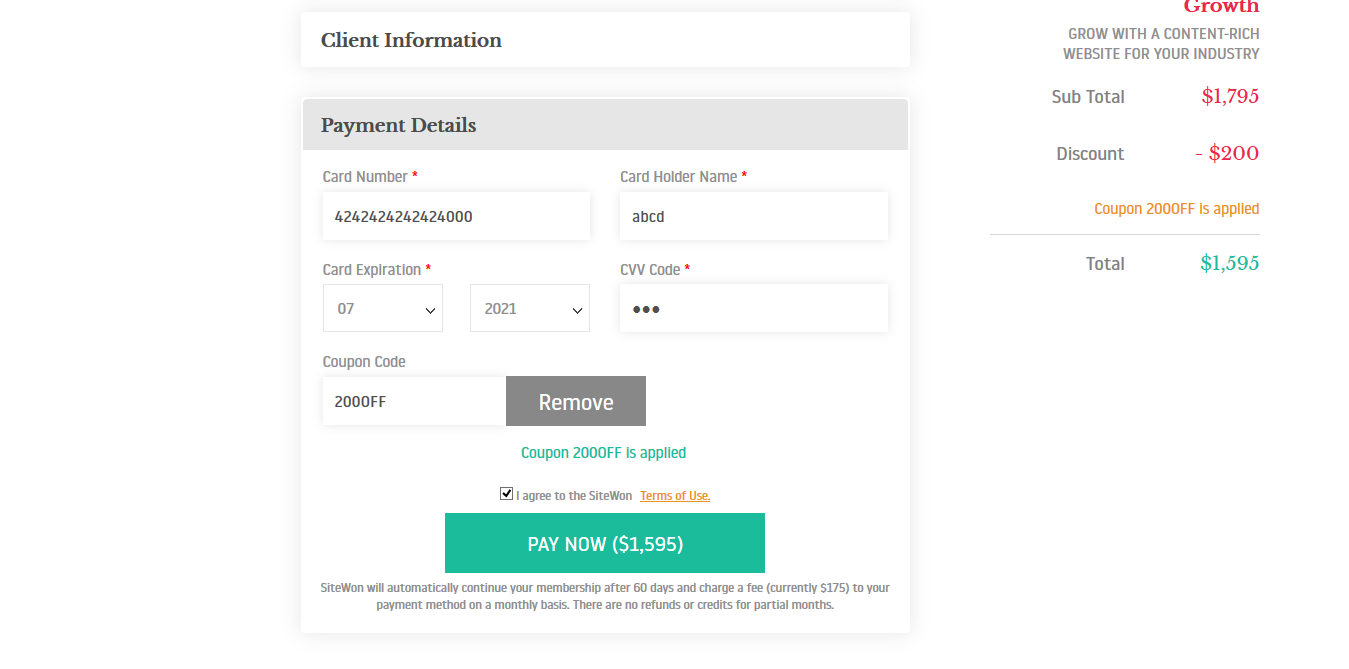 Client Information
Payment Details
Card Number *
Card Holder Name *
4242424242424000
abcd
Card Expiration *
CVV Code *
07
2021
●●●
Coupon Code
200OFF
Remove
Coupon 200OFF is applied
I agree to the SiteWon Terms of Use.
PAY NOW ($1,595)
SiteWon will automatically continue your membership after 60 days and charge a fee (currently $175) to your
payment method on a monthly basis. There are no refunds or credits for partial months.
Growth
GROW WITH A CONTENT-RICH
WEBSITE FOR YOUR INDUSTRY
Sub Total $1,795
Discount - $200
Coupon 200OFF is applied
Total $1,595